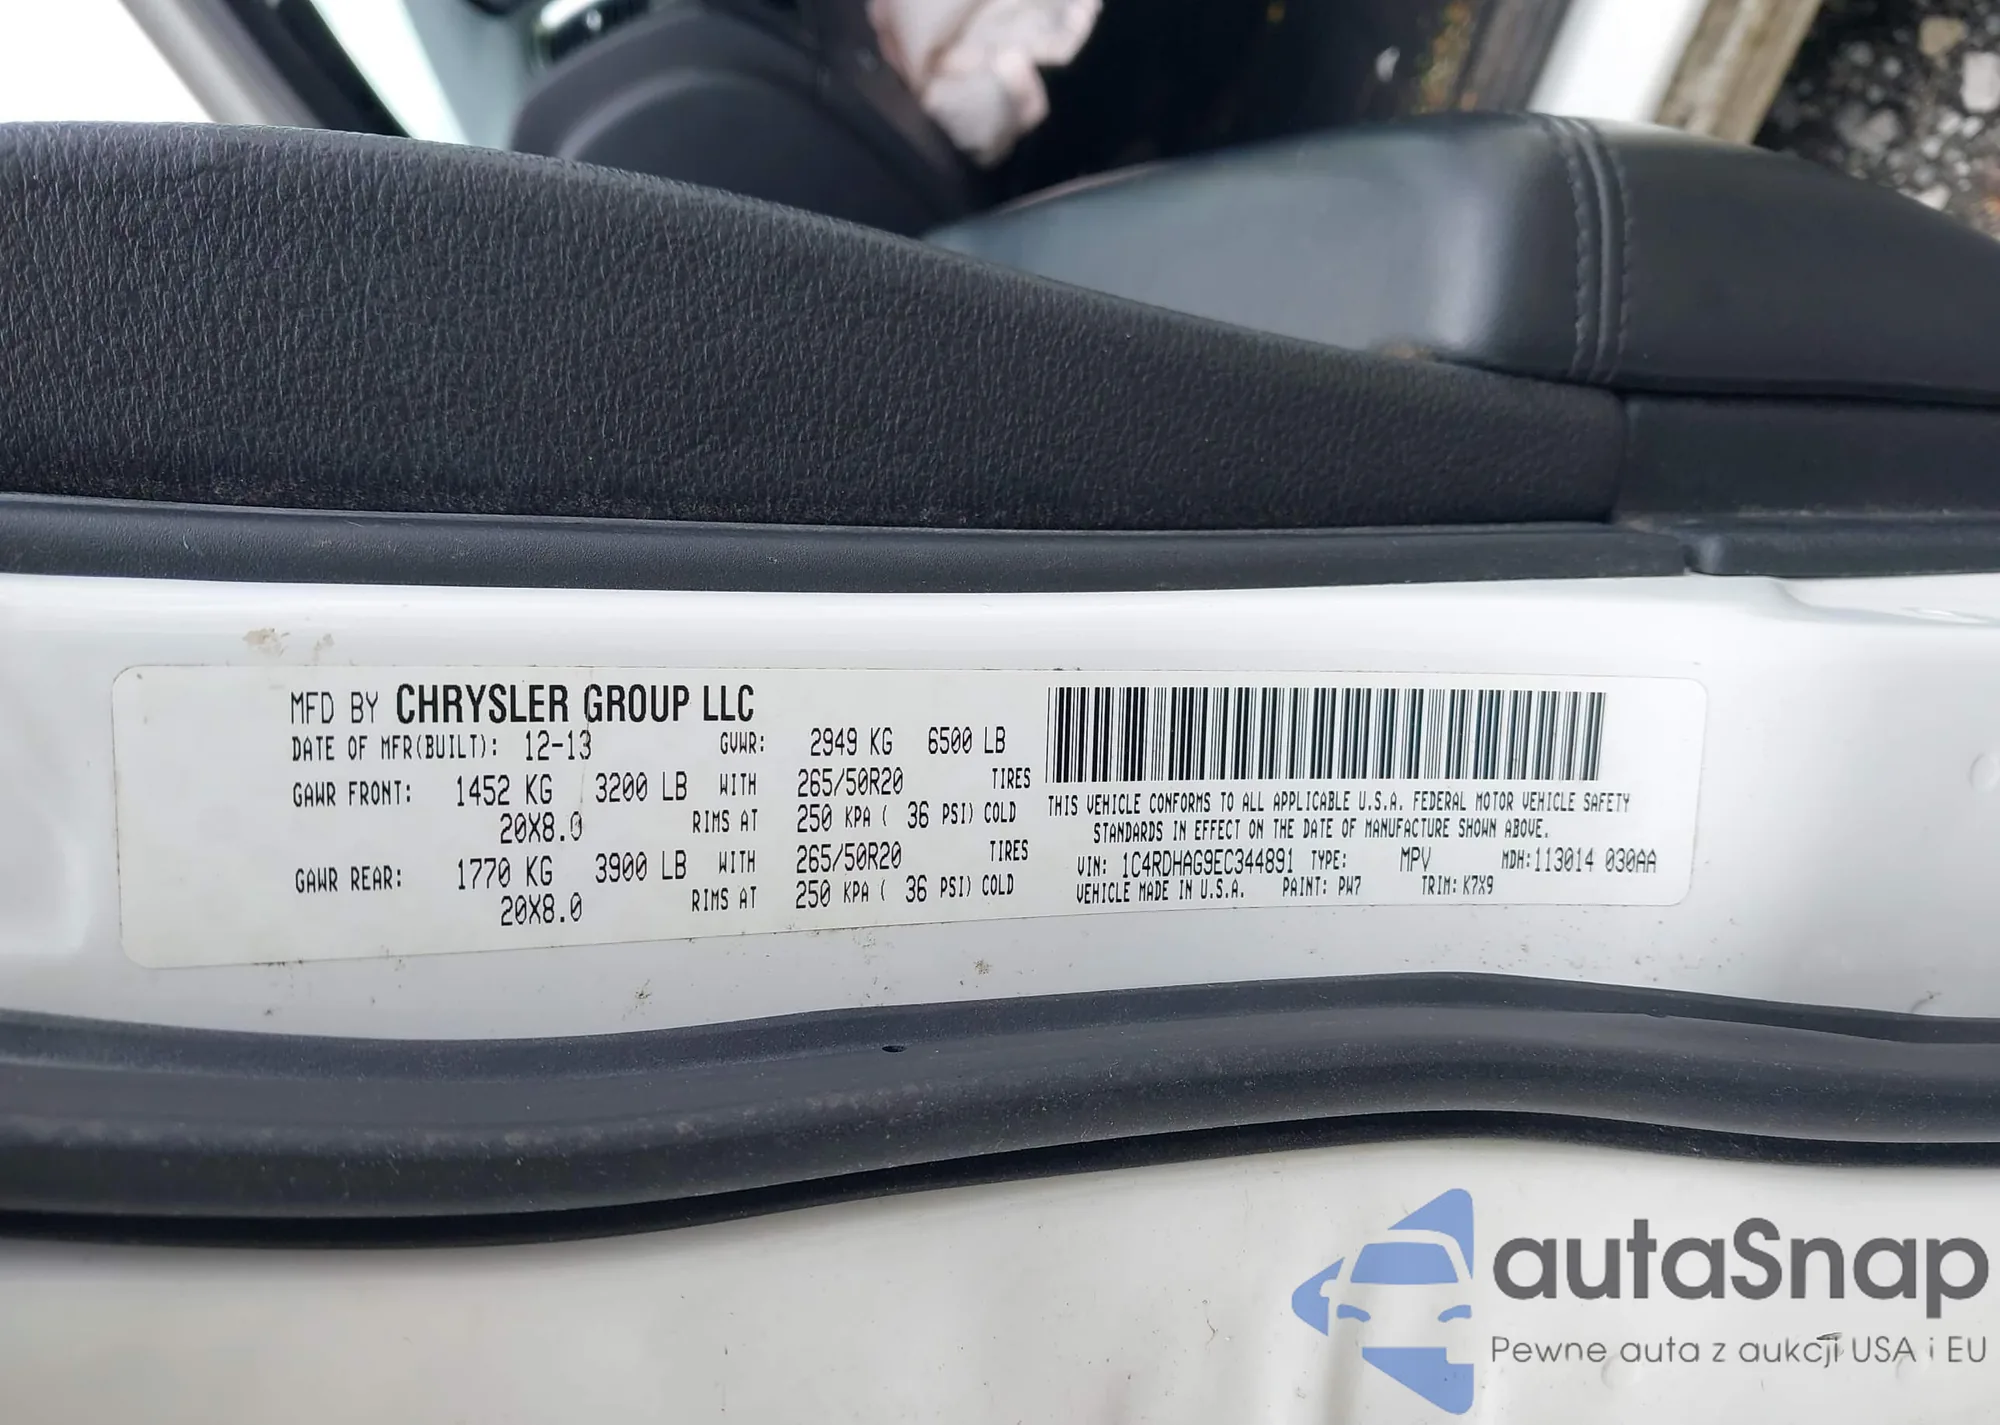 MFD BY CHRYSLER GROUP LLC
DATE OF MFR(BUILT): 12-13 GVWR: 2949 KG 6500 LB
GAWR FRONT: 1452 KG 3200 LB WITH 265/50R20 TIRES
20X8.0 RIMS AT 250 KPA ( 36 PSI) COLD
GAWR REAR: 1770 KG 3900 LB WITH 265/50R20 TIRES
20X8.0 RIMS AT 250 KPA ( 36 PSI) COLD
THIS VEHICLE CONFORMS TO ALL APPLICABLE U.S.A. FEDERAL MOTOR VEHICLE SAFETY
STANDARDS IN EFFECT ON THE DATE OF MANUFACTURE SHOWN ABOVE.
VIN: 1C4RDHAG9EC344891 TYPE: MPV MDH:113014 030AA
VEHICLE MADE IN U.S.A. PAINT: PW7 TRIM:K7X9
autaSnap
Pewne auta z aukcji USA i EU